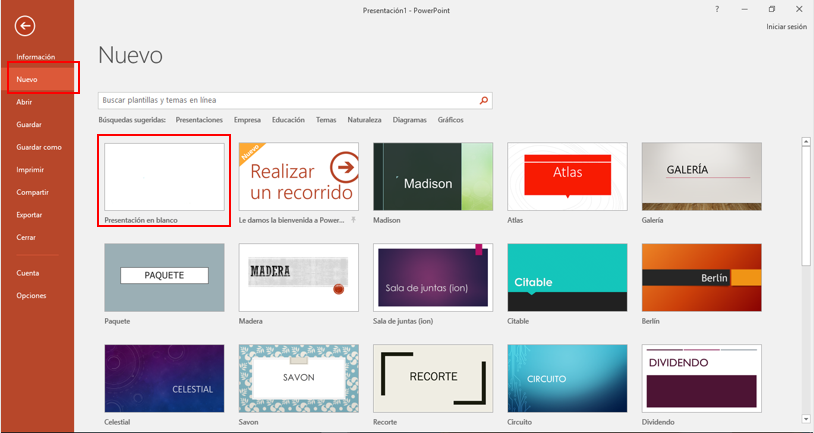 Presentación1 - PowerPoint
?
Iniciar sesión
Información
Nuevo
Abrir
Guardar
Guardar como
Imprimir
Compartir
Exportar
Cerrar
Cuenta
Opciones
Nuevo
Buscar plantillas y temas en línea
Búsquedas sugeridas: Presentaciones Empresa Educación Temas Naturaleza Diagramas Gráficos
Presentación en blanco
Nuevo
Realizar
un recorrido
Le damos la bienvenida a Power...
Madison
Madison
Atlas
Atlas
GALERÍA
Galería
PAQUETE
Paquete
MADERA
Madera
Sala de juntas (ion)
Sala de juntas (ion)
Citable
Citable
Berlín
Berlín
CELESTIAL
Celestial
SAVON
Savon
RECORTE
Recorte
CIRCUITO
Circuito
DIVIDENDO
Dividendo